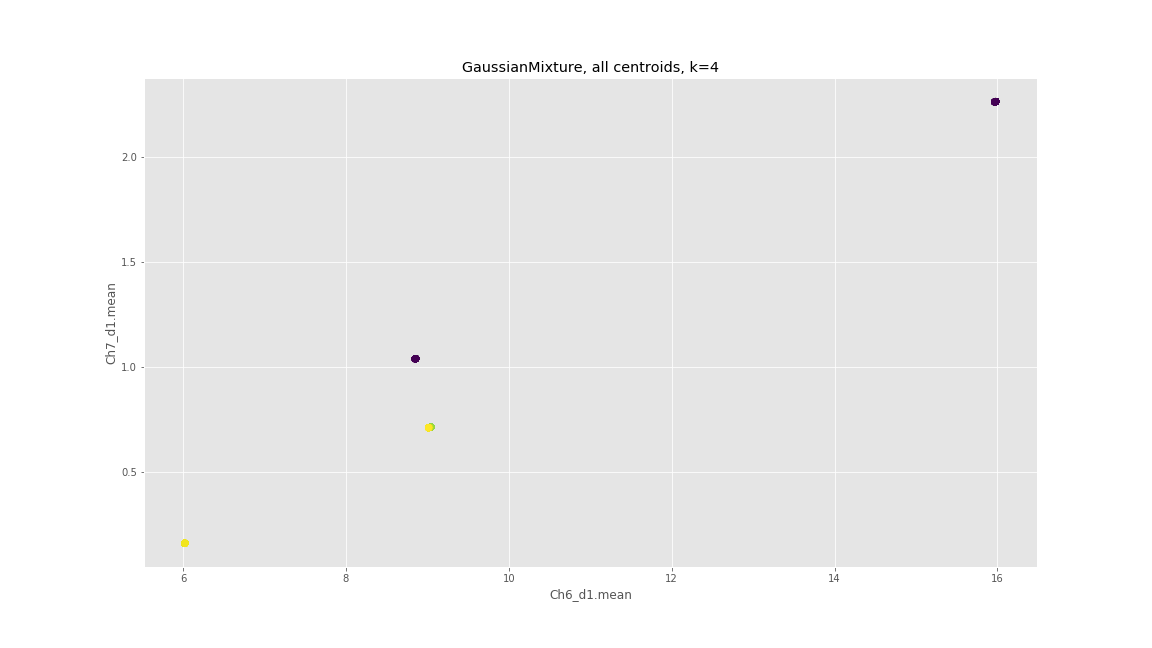 GaussianMixture, all centroids, k=4
2.0
1.5
1.0
0.5
Ch7_d1.mean
6 8 10 12 14 16
Ch6_d1.mean